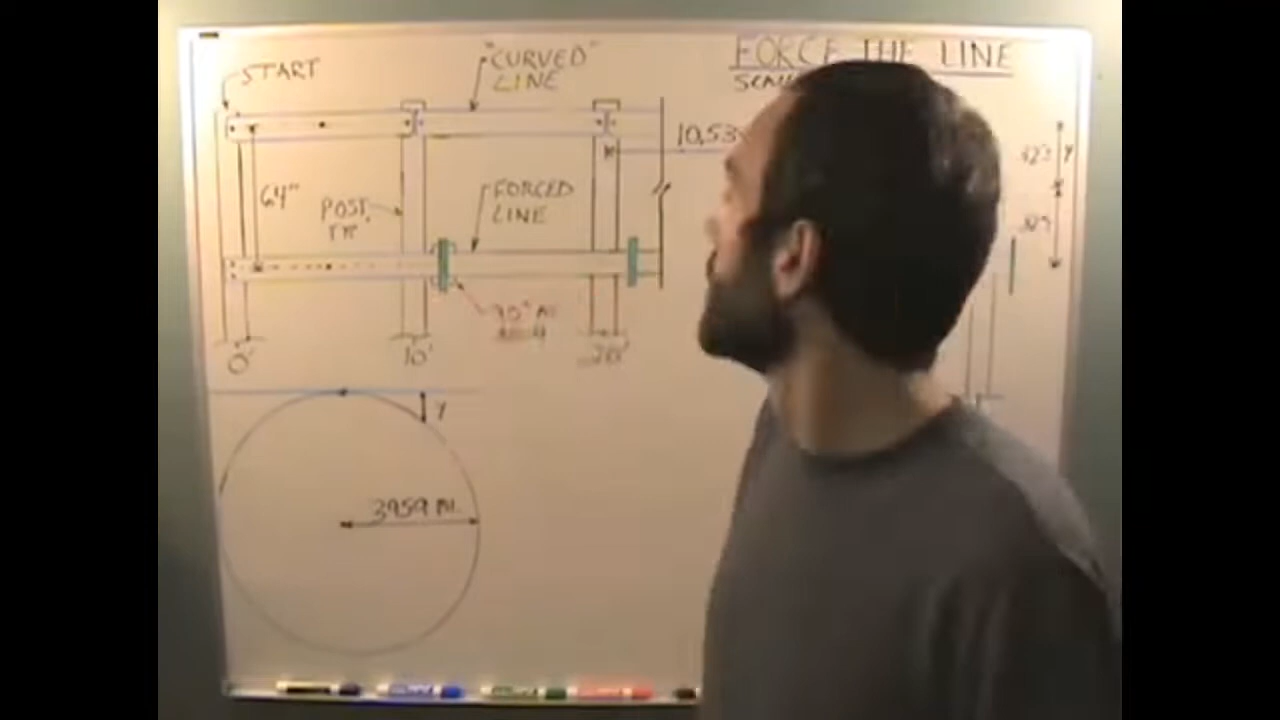 FORCE THE LINE
START
"CURVED"
LINE
10,53
64"
POST
FORCED
LINE
0'
10'
20'
Y
Y
3959 MI.